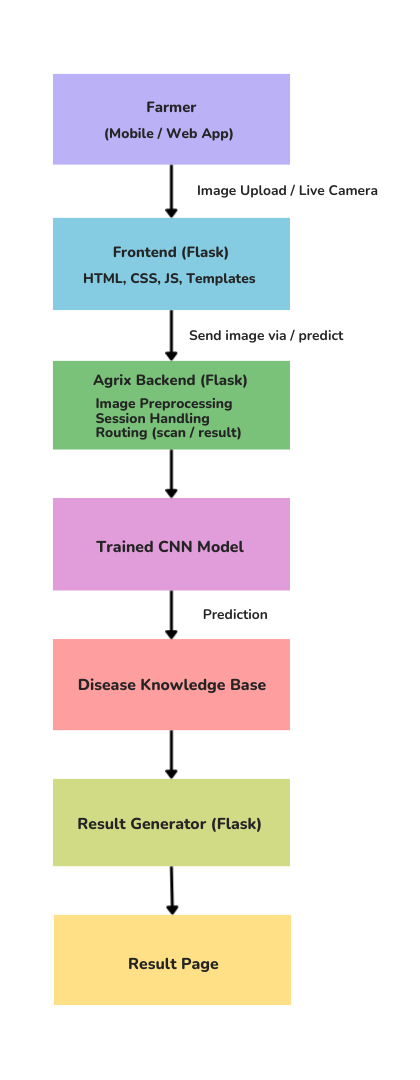 Farmer
(Mobile / Web App)
Image Upload / Live Camera
Frontend (Flask)
HTML, CSS, JS, Templates
Send image via / predict
Agrix Backend (Flask)
Image Preprocessing
Session Handling
Routing (scan / result)
Trained CNN Model
Prediction
Disease Knowledge Base
Result Generator (Flask)
Result Page